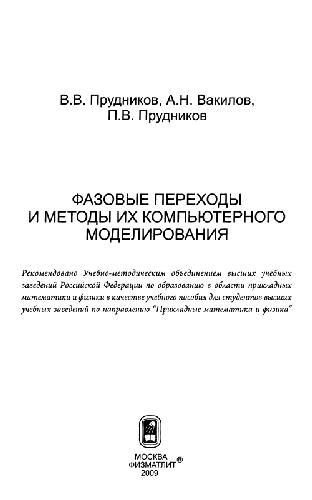 В.В. Прудников, А.Н. Вакилов,
П.В. Прудников
ФАЗОВЫЕ ПЕРЕХОДЫ
И МЕТОДЫ ИХ КОМПЬЮТЕРНОГО
МОДЕЛИРОВАНИЯ
Рекомендовано Учебно-методическим объединением высших учебных
заведений Российской Федерации по образованию в области прикладных
математики и физики в качестве учебного пособия для студентов высших
учебных заведений по направлению "Прикладные математика и физика"
МОСКВА
ФИЗМАТЛИТ ®
2009